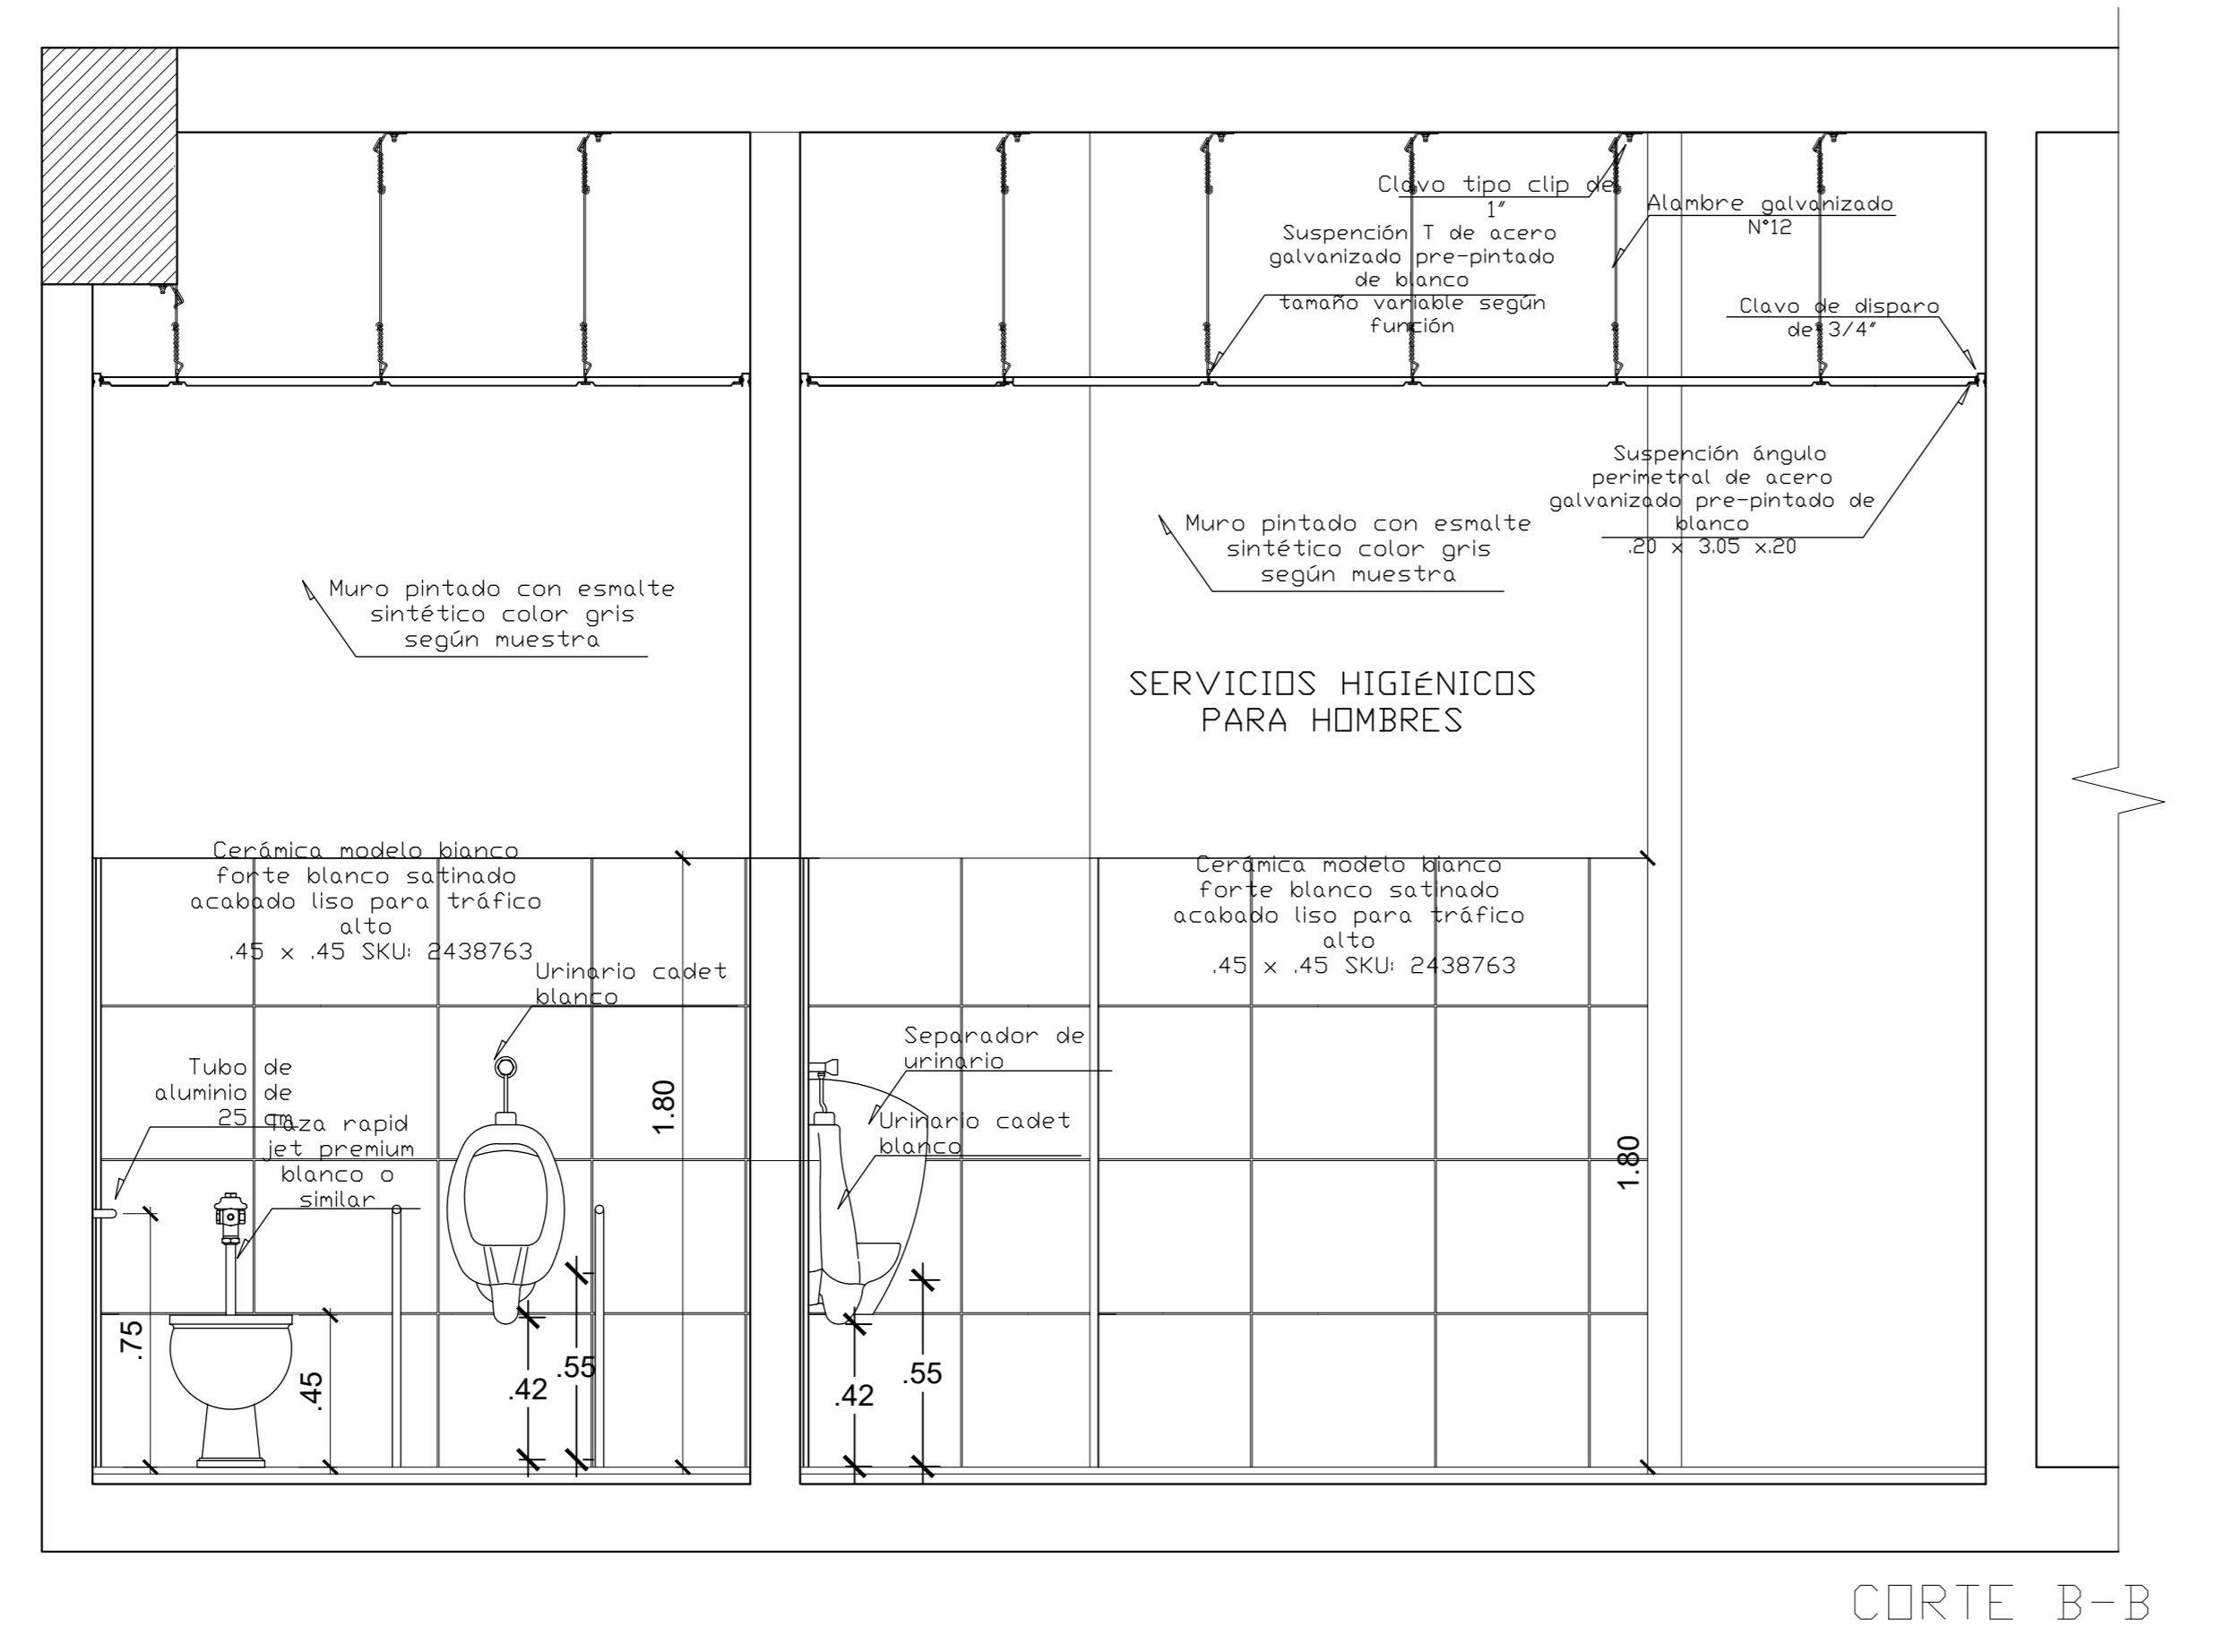 Clavo tipo clip de
1"
Alambre galvanizado
N°12
Suspención T de acero
galvanizado pre-pintado
de blanco
tamaño variable según
función
Clavo de disparo
de 3/4"
Suspención ángulo
perimetral de acero
galvanizado pre-pintado de
blanco
.20 x 3.05 x.20
Muro pintado con esmalte
sintético color gris
según muestra
Muro pintado con esmalte
sintético color gris
según muestra
SERVICIOS HIGIÉNICOS
PARA HOMBRES
Cerámica modelo bianco
forte blanco satinado
acabado liso para tráfico
alto
.45 x .45 SKU: 2438763
Cerámica modelo bianco
forte blanco satinado
acabado liso para tráfico
alto
.45 x .45 SKU: 2438763
Urinario cadet
blanco
Separador de
urinario
Urinario cadet
blanco
Tubo de
aluminio de
25 cm
Taza rapid
jet premium
blanco o
similar
1.80
1.80
.75
.45
.42
.55
.42
.55
CORTE B-B